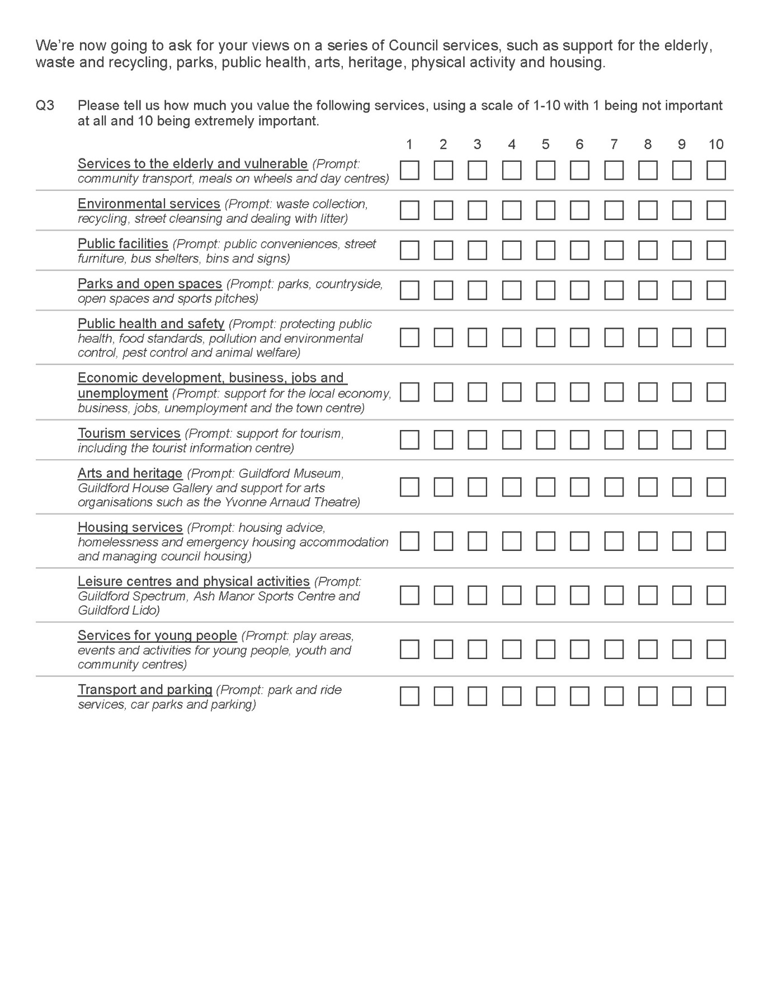 We're now going to ask for your views on a series of Council services, such as support for the elderly,
waste and recycling, parks, public health, arts, heritage, physical activity and housing.
Q3 Please tell us how much you value the following services, using a scale of 1-10 with 1 being not important
at all and 10 being extremely important.
1 2 3 4 5 6 7 8 9 10
Services to the elderly and vulnerable (Prompt:
community transport, meals on wheels and day centres)
Environmental services (Prompt: waste collection,
recycling, street cleansing and dealing with litter)
Public facilities (Prompt: public conveniences, street
furniture, bus shelters, bins and signs)
Parks and open spaces (Prompt: parks, countryside,
open spaces and sports pitches)
Public health and safety (Prompt: protecting public
health, food standards, pollution and environmental
control, pest control and animal welfare)
Economic development, business, jobs and
unemployment (Prompt: support for the local economy,
business, jobs, unemployment and the town centre)
Tourism services (Prompt: support for tourism,
including the tourist information centre)
Arts and heritage (Prompt: Guildford Museum,
Guildford House Gallery and support for arts
organisations such as the Yvonne Arnaud Theatre)
Housing services (Prompt: housing advice,
homelessness and emergency housing accommodation
and managing council housing)
Leisure centres and physical activities (Prompt:
Guildford Spectrum, Ash Manor Sports Centre and
Guildford Lido)
Services for young people (Prompt: play areas,
events and activities for young people, youth and
community centres)
Transport and parking (Prompt: park and ride
services, car parks and parking)